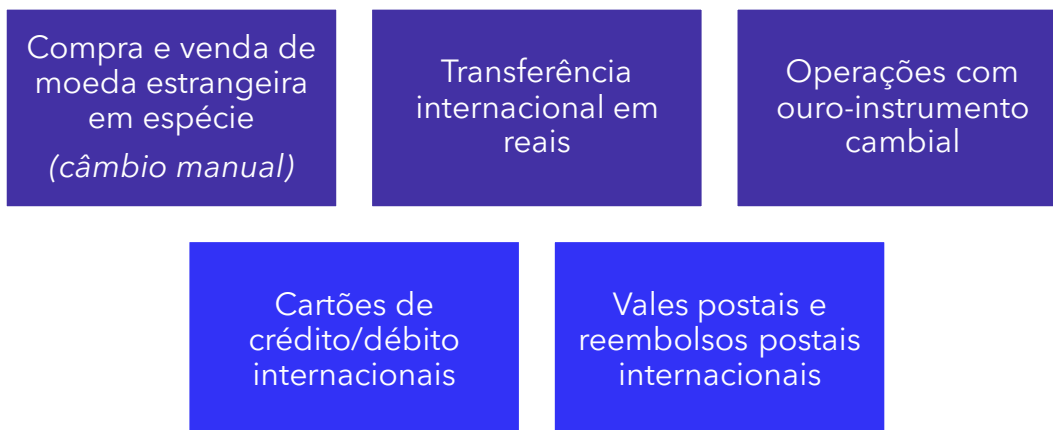 Compra e venda de
moeda estrangeira
em espécie
(câmbio manual)
Transferência
internacional em
reais
Operações com
ouro-instrumento
cambial
Cartões de
crédito/débito
internacionais
Vales postais e
reembolsos postais
internacionais